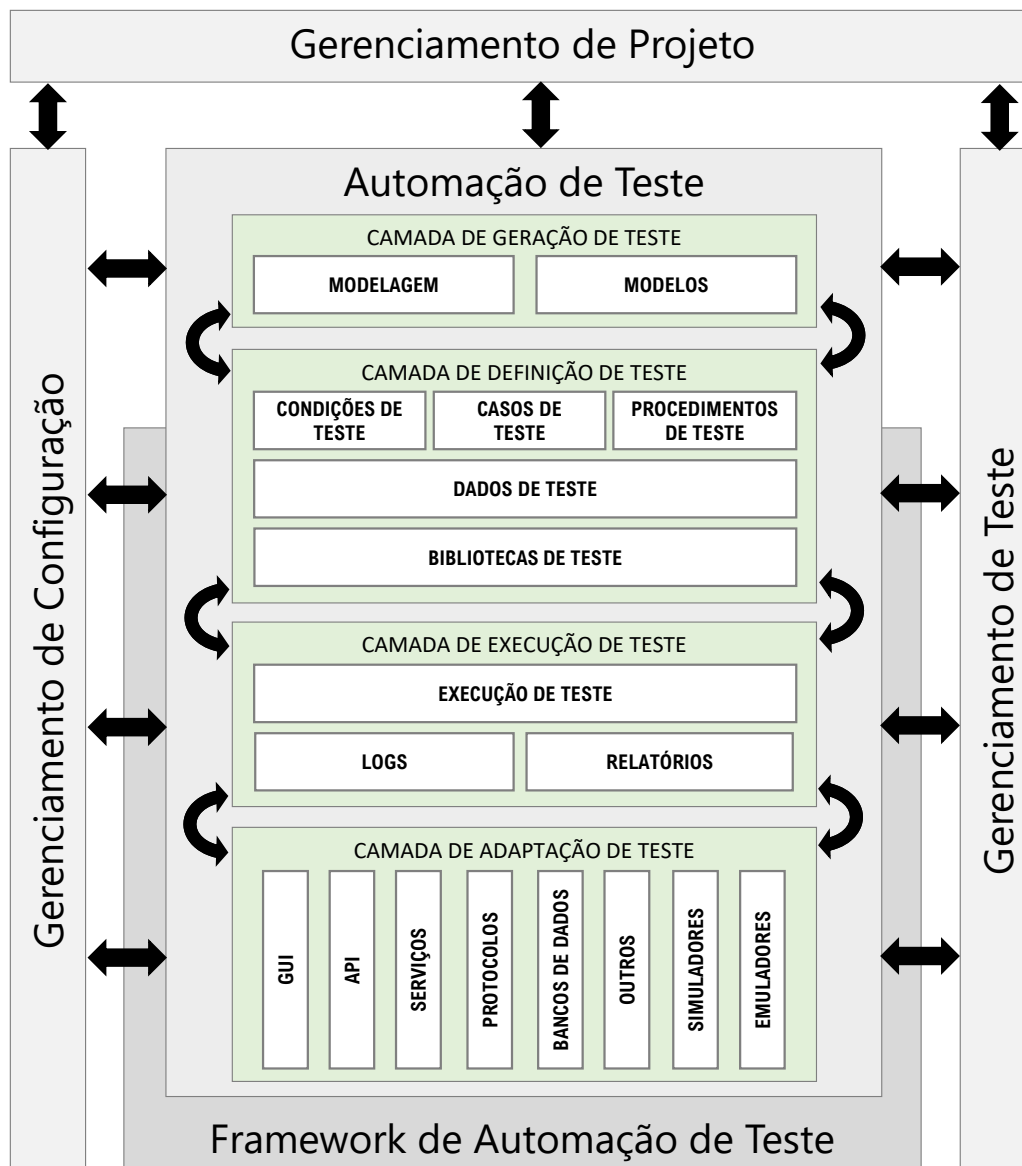 Gerenciamento de Projeto
Gerenciamento de Configuração
Automação de Teste
CAMADA DE GERAÇÃO DE TESTE
MODELAGEM
MODELOS
CAMADA DE DEFINIÇÃO DE TESTE
CONDIÇÕES DE
TESTE
CASOS DE
TESTE
PROCEDIMENTOS
DE TESTE
DADOS DE TESTE
BIBLIOTECAS DE TESTE
CAMADA DE EXECUÇÃO DE TESTE
EXECUÇÃO DE TESTE
LOGS
RELATÓRIOS
CAMADA DE ADAPTAÇÃO DE TESTE
GUI
API
SERVIÇOS
PROTOCOLOS
BANCOS DE DADOS
OUTROS
SIMULADORES
EMULADORES
Framework de Automação de Teste
Gerenciamento de Teste